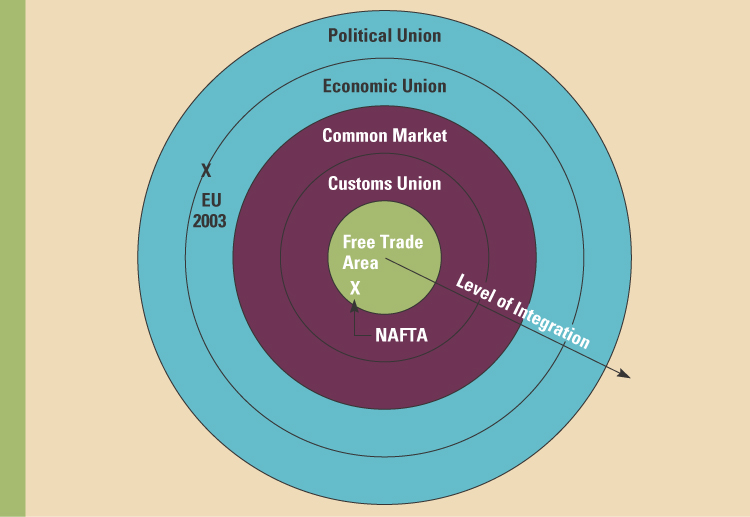 Political Union
Economic Union
Common Market
Customs Union
X
EU
2003
Free Trade
Area
X
Level of Integration
NAFTA